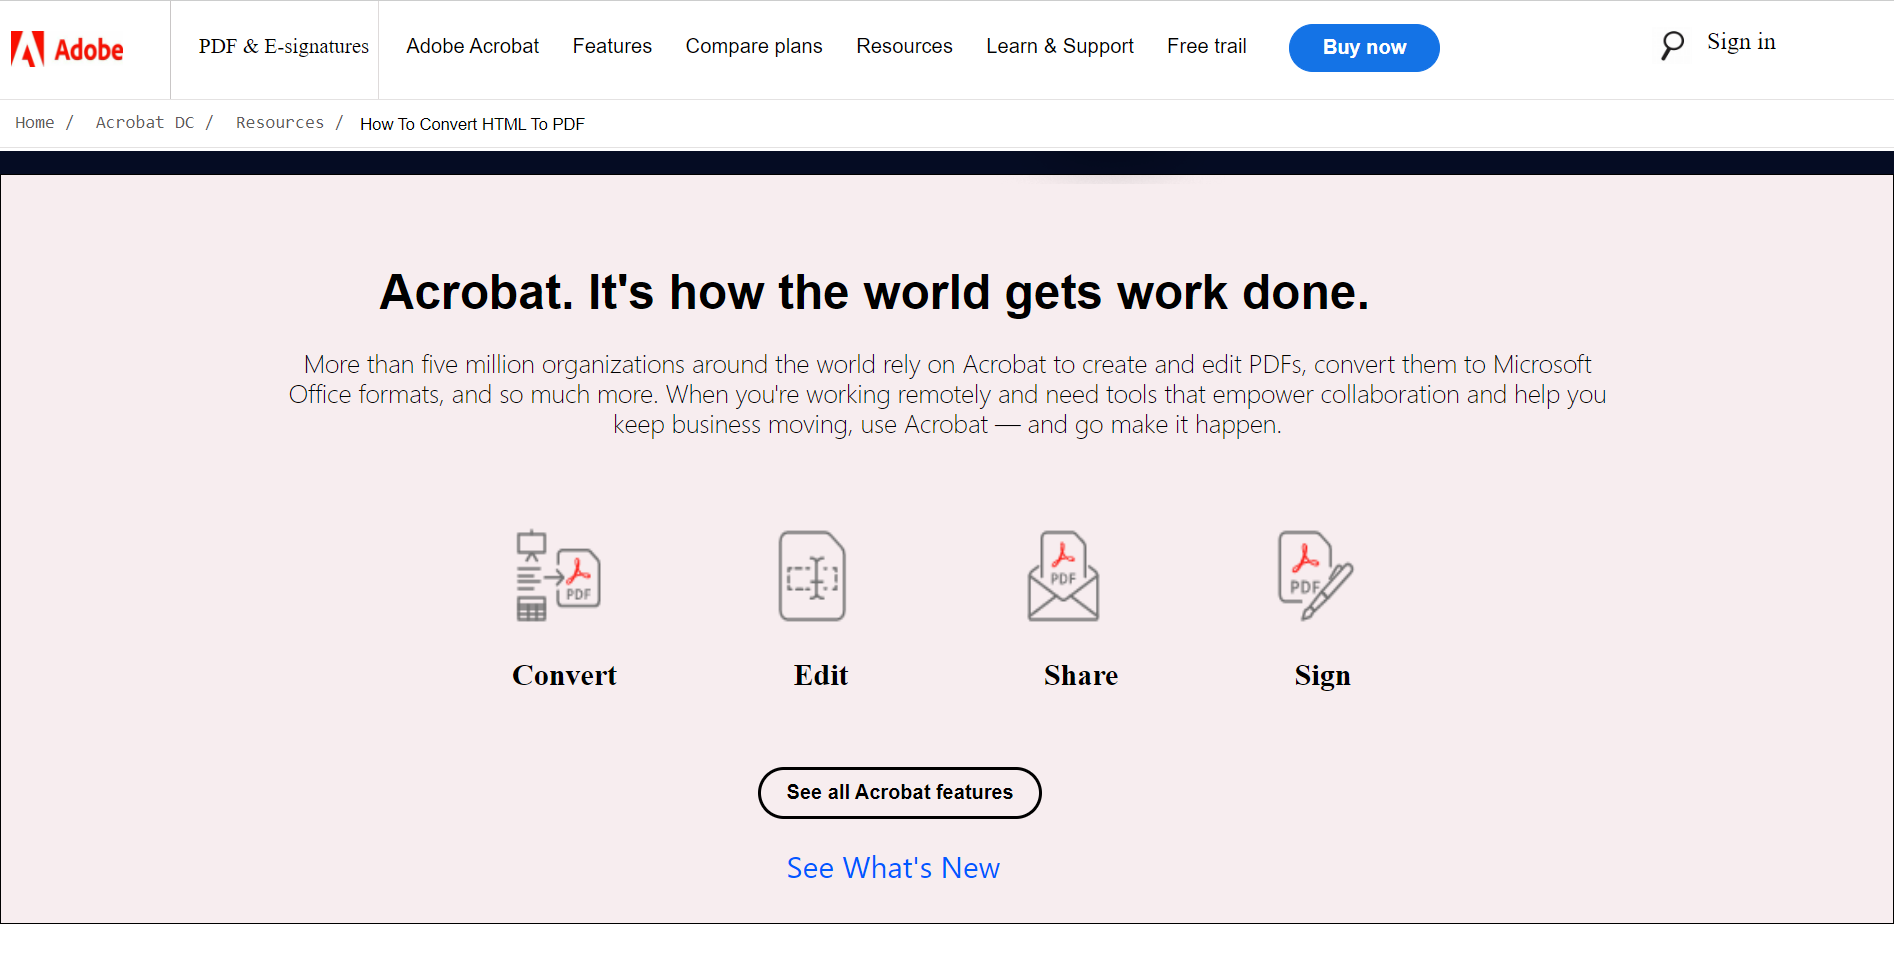 Adobe
PDF & E-signatures
Adobe Acrobat
Features
Compare plans
Resources
Learn & Support
Free trail
Buy now
Sign in
Home / Acrobat DC / Resources / How To Convert HTML To PDF
Acrobat. It's how the world gets work done.
More than five million organizations around the world rely on Acrobat to create and edit PDFs, convert them to Microsoft
Office formats, and so much more. When you're working remotely and need tools that empower collaboration and help you
keep business moving, use Acrobat — and go make it happen.
PDF
PDF
PDF
Convert
Edit
Share
Sign
See all Acrobat features
See What's New